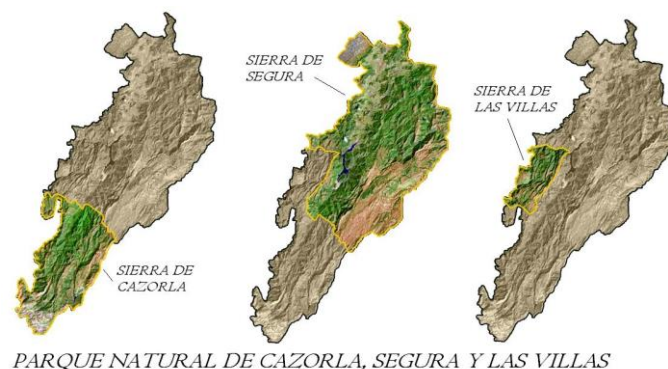 SIERRA DE
CAZORLA
SIERRA DE
SEGURA
SIERRA DE
LAS VILLAS
PARQUE NATURAL DE CAZORLA, SEGURA Y LAS VILLAS